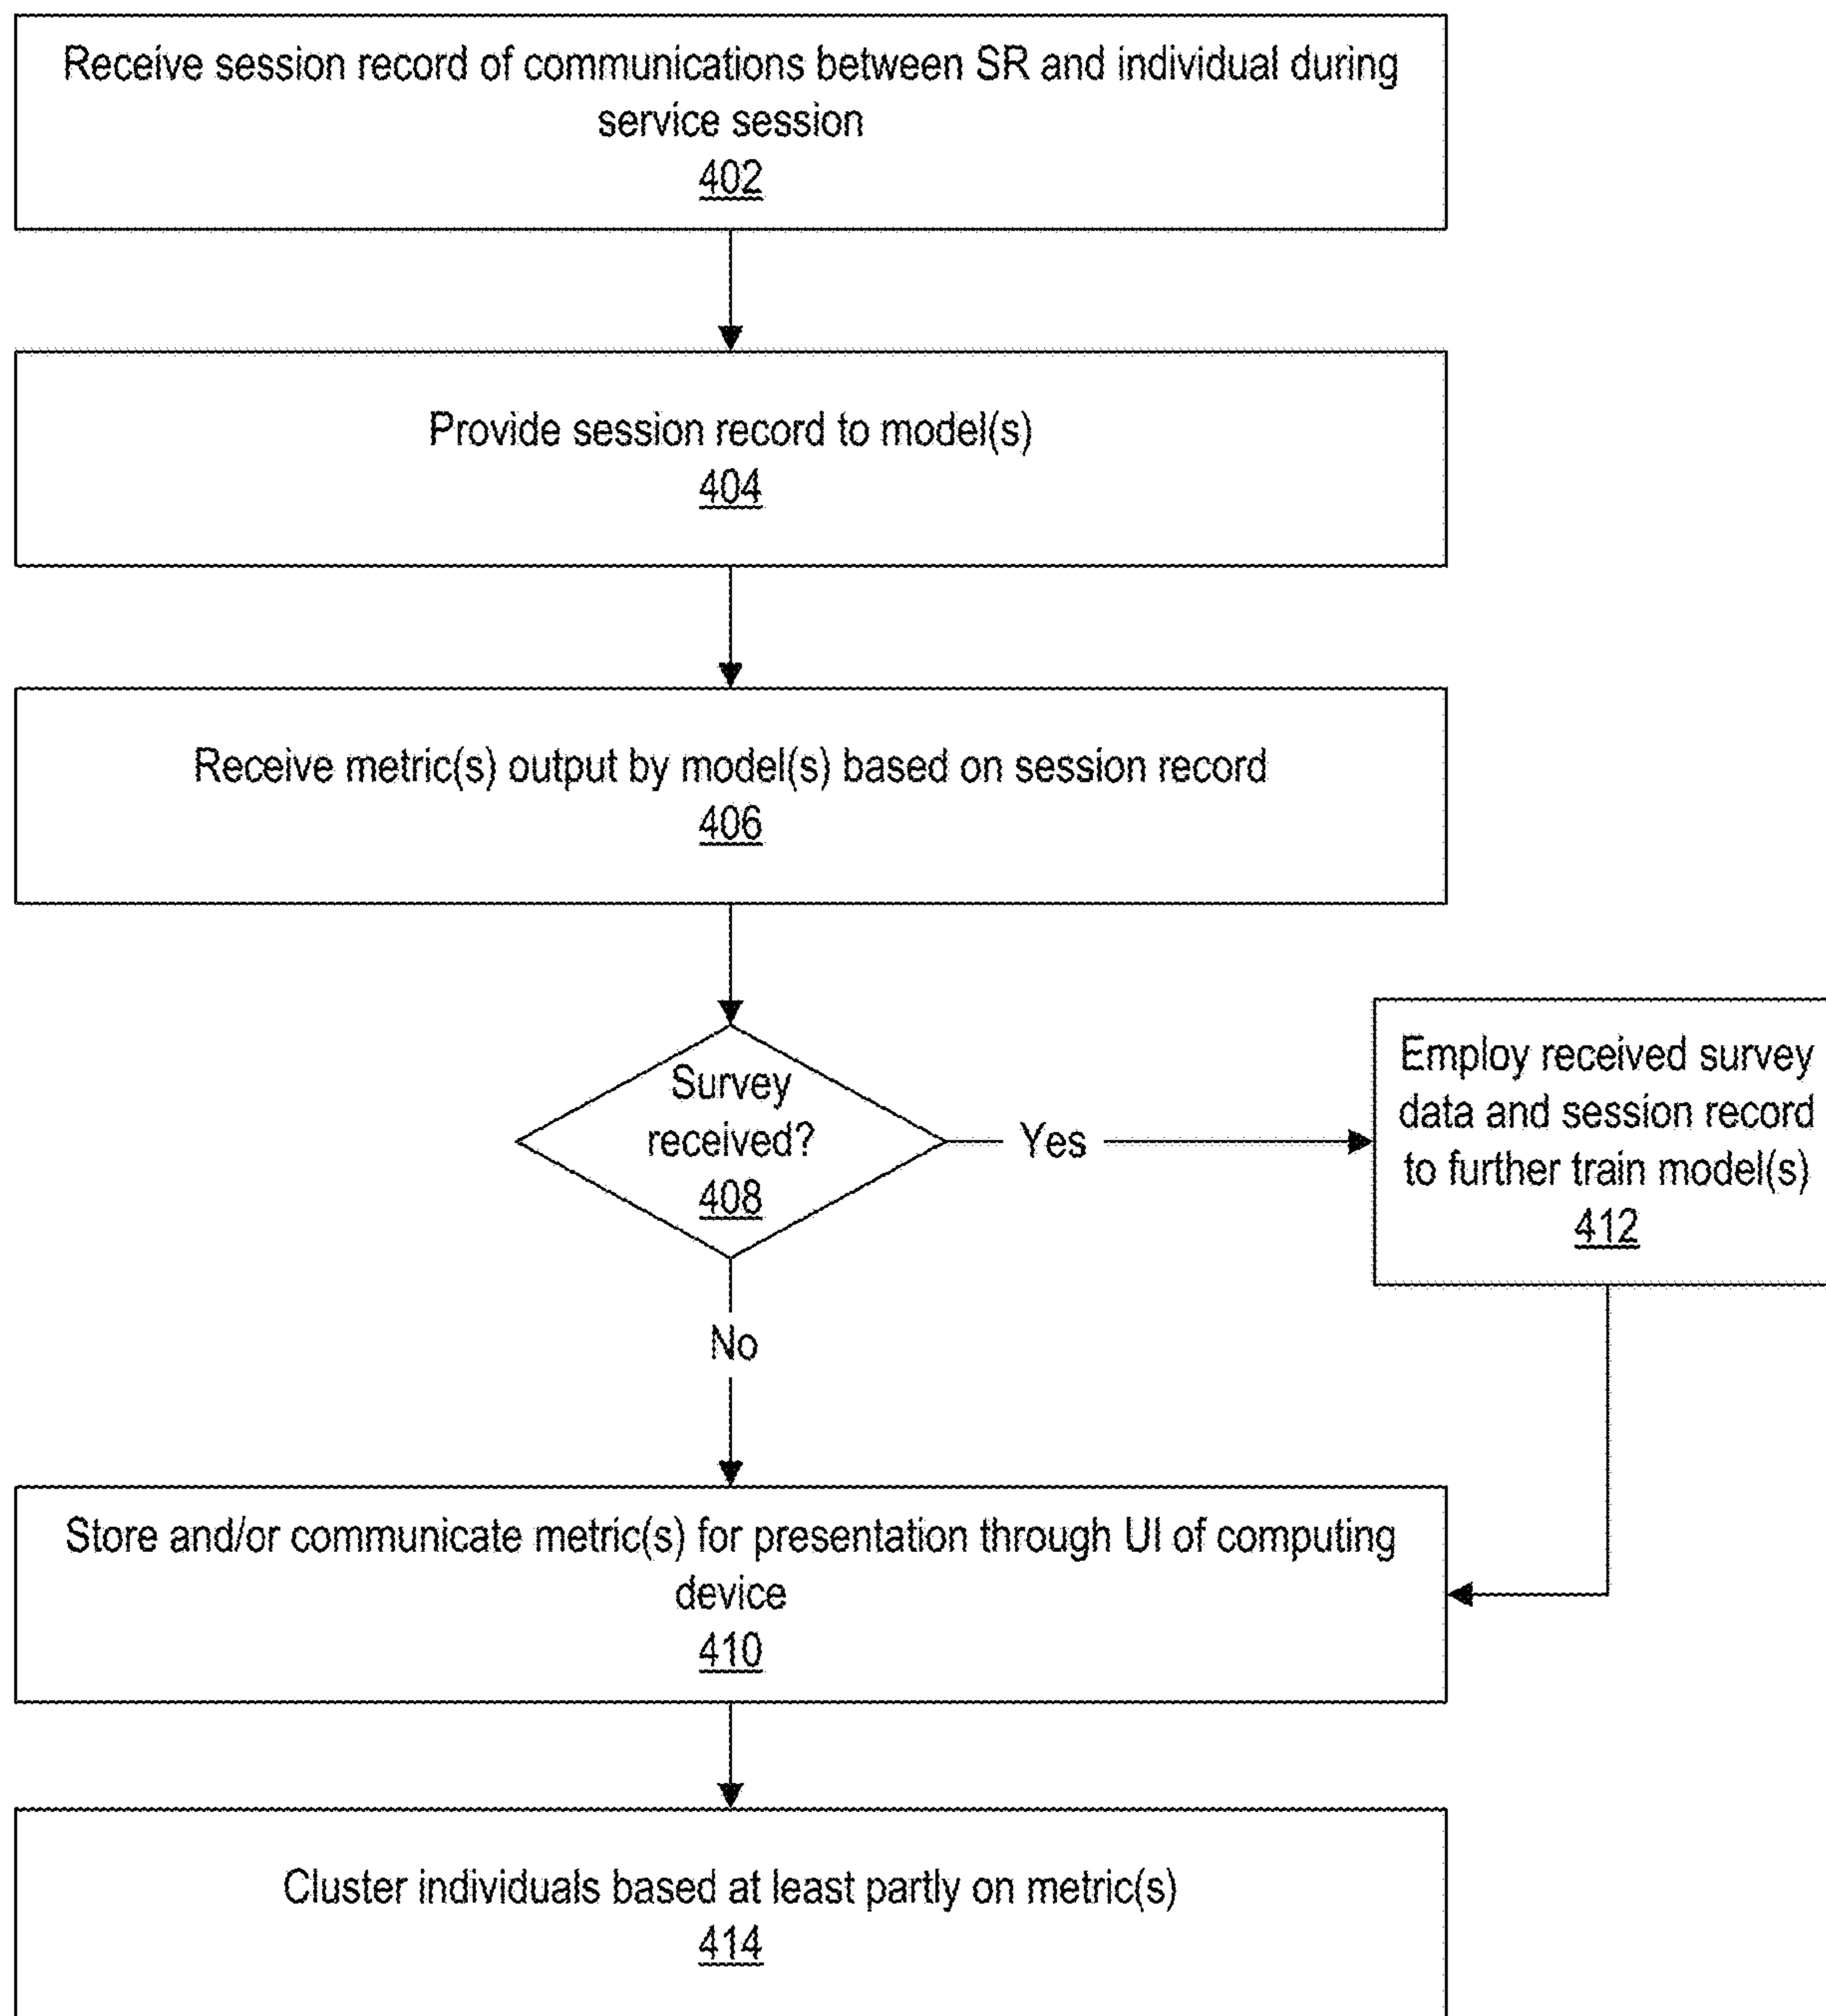 Receive session record of communications between SR and individual during
service session
402
Provide session record to model(s)
404
Receive metric(s) output by model(s) based on session record
406
Survey
received?
408
Yes
Employ received survey
data and session record
to further train model(s)
412
No
Store and/or communicate metric(s) for presentation through UI of computing
device
410
Cluster individuals based at least partly on metric(s)
414